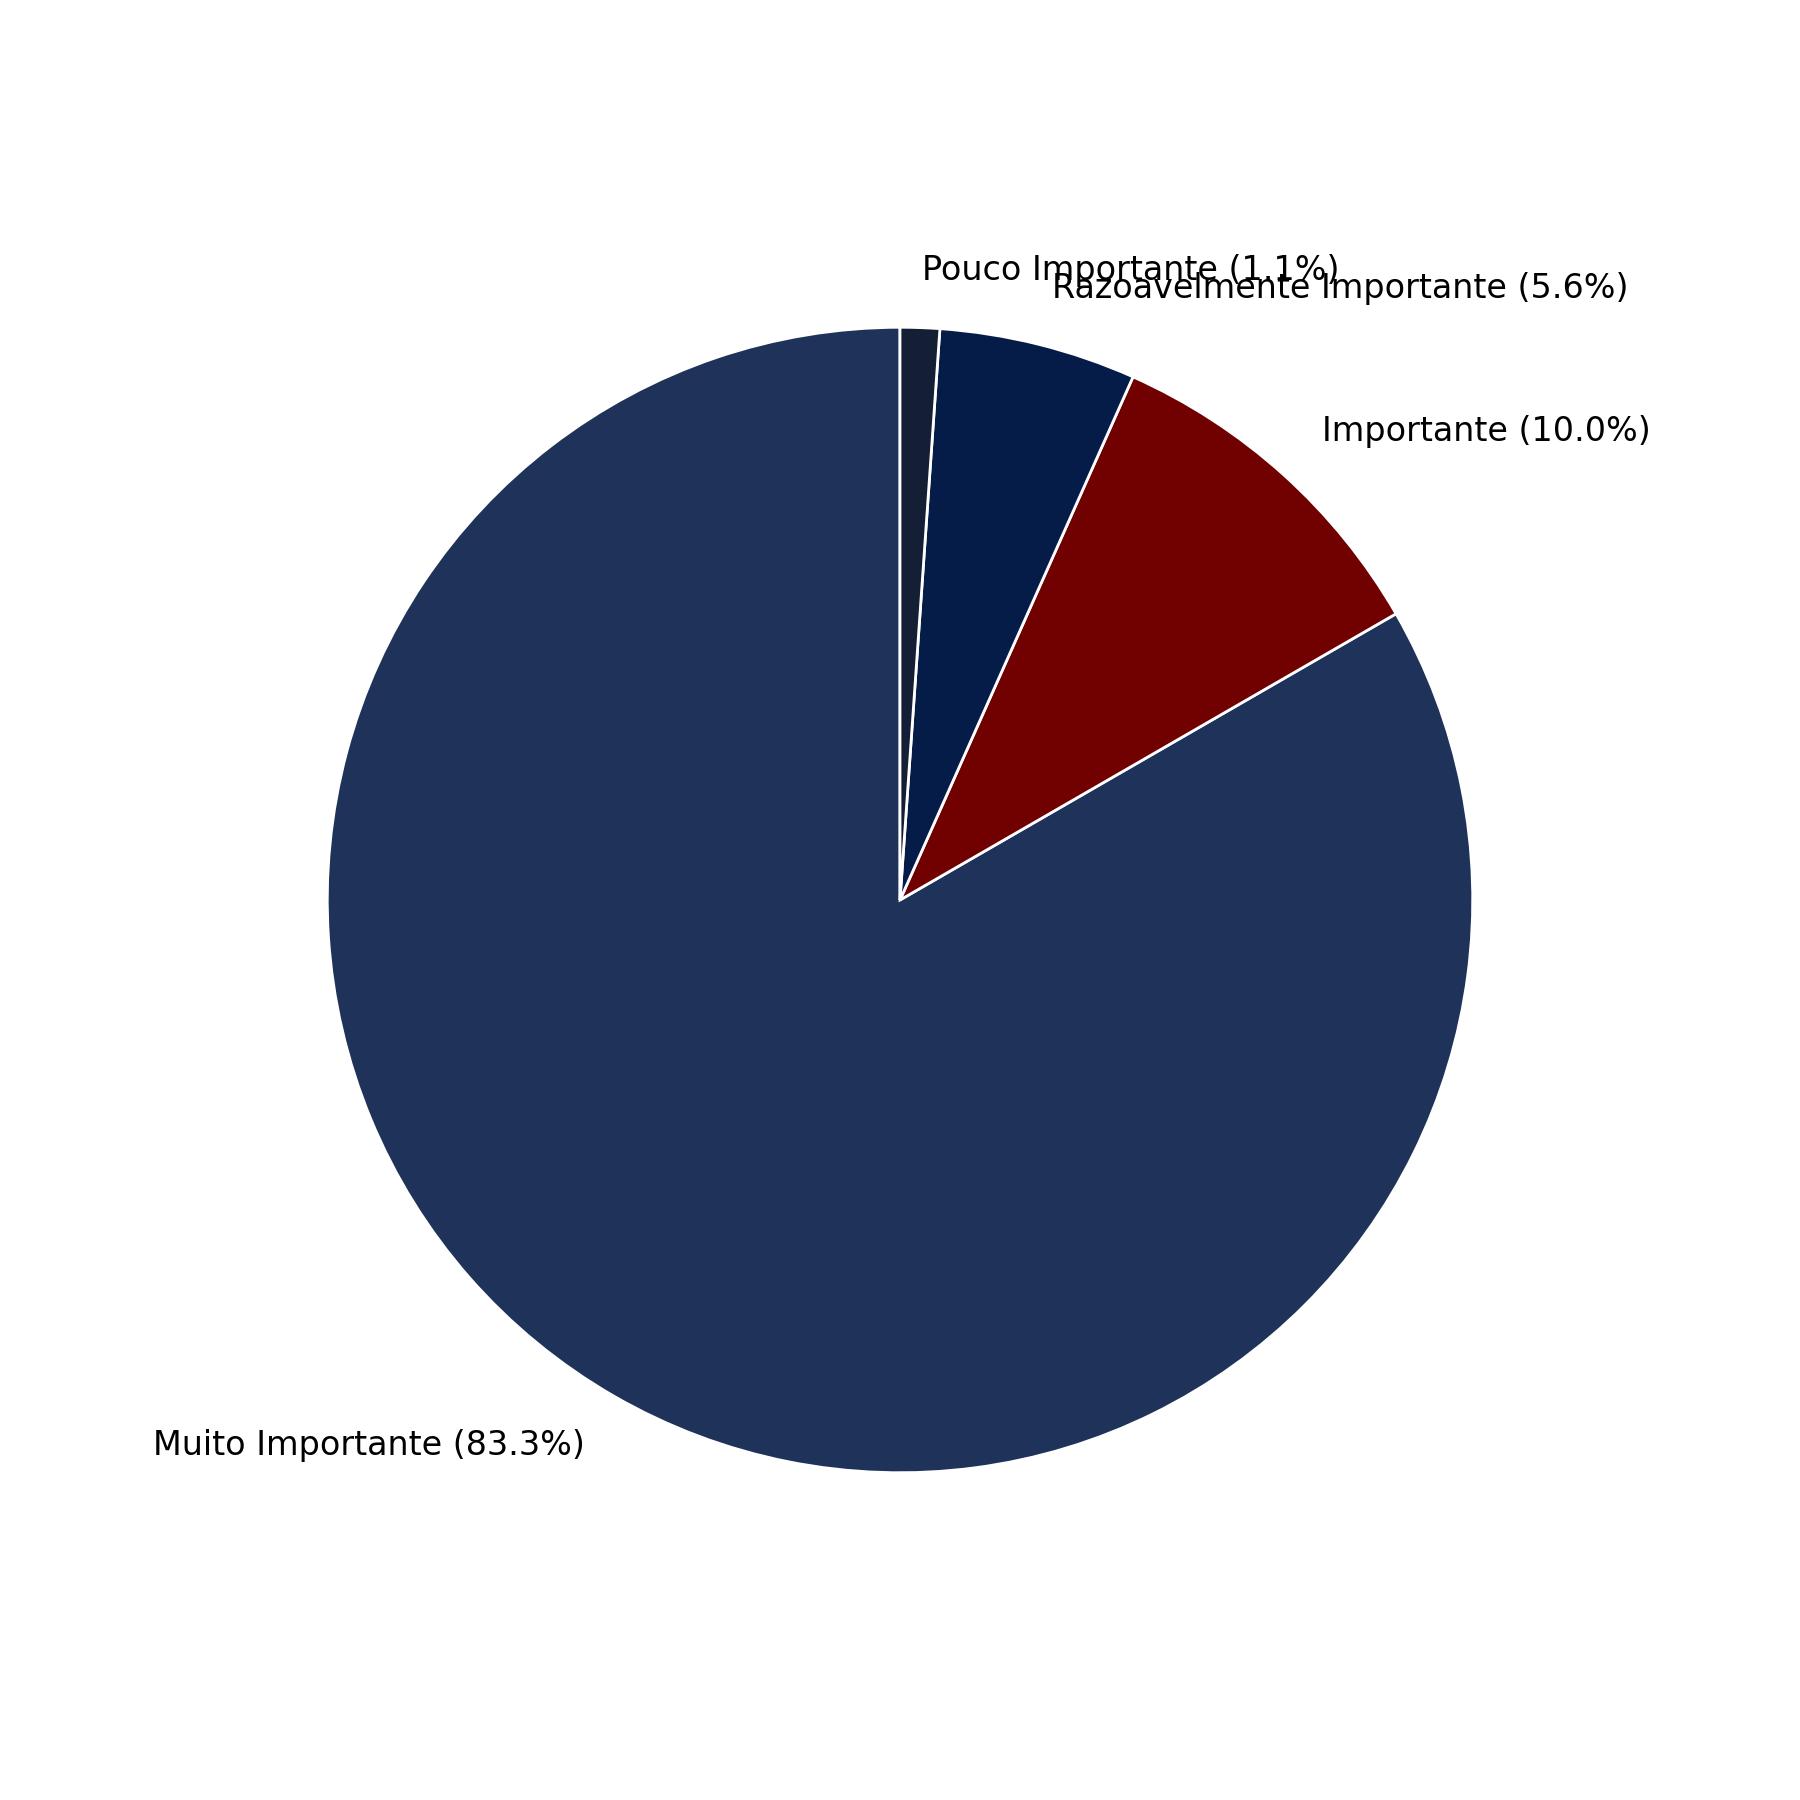 Pouco Importante (1.1%)
Razoavelmente Importante (5.6%)
Importante (10.0%)
Muito Importante (83.3%)